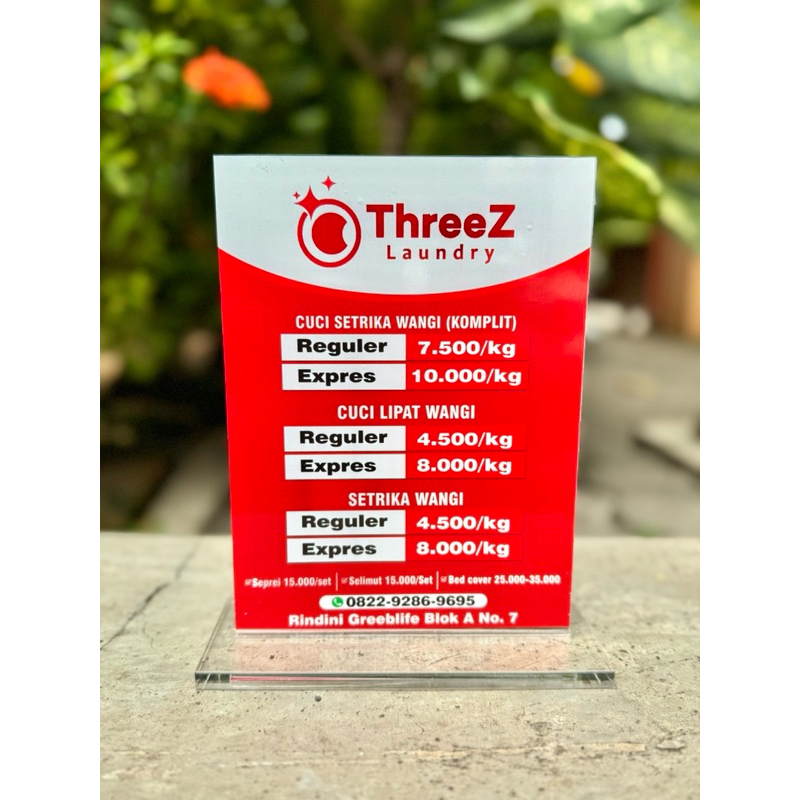 ThreeZ
Laundry
CUCI SETRIKA WANGI (KOMPLIT)
Reguler 7.500/kg
Expres 10.000/kg
CUCI LIPAT WANGI
Reguler 4.500/kg
Expres 8.000/kg
SETRIKA WANGI
Reguler 4.500/kg
Expres 8.000/kg
Seprei 15.000/set | Selimut 15.000/Set | Bed cover 25.000-35.000
0822-9286-9695
Rindini Greeblife Blok A No. 7